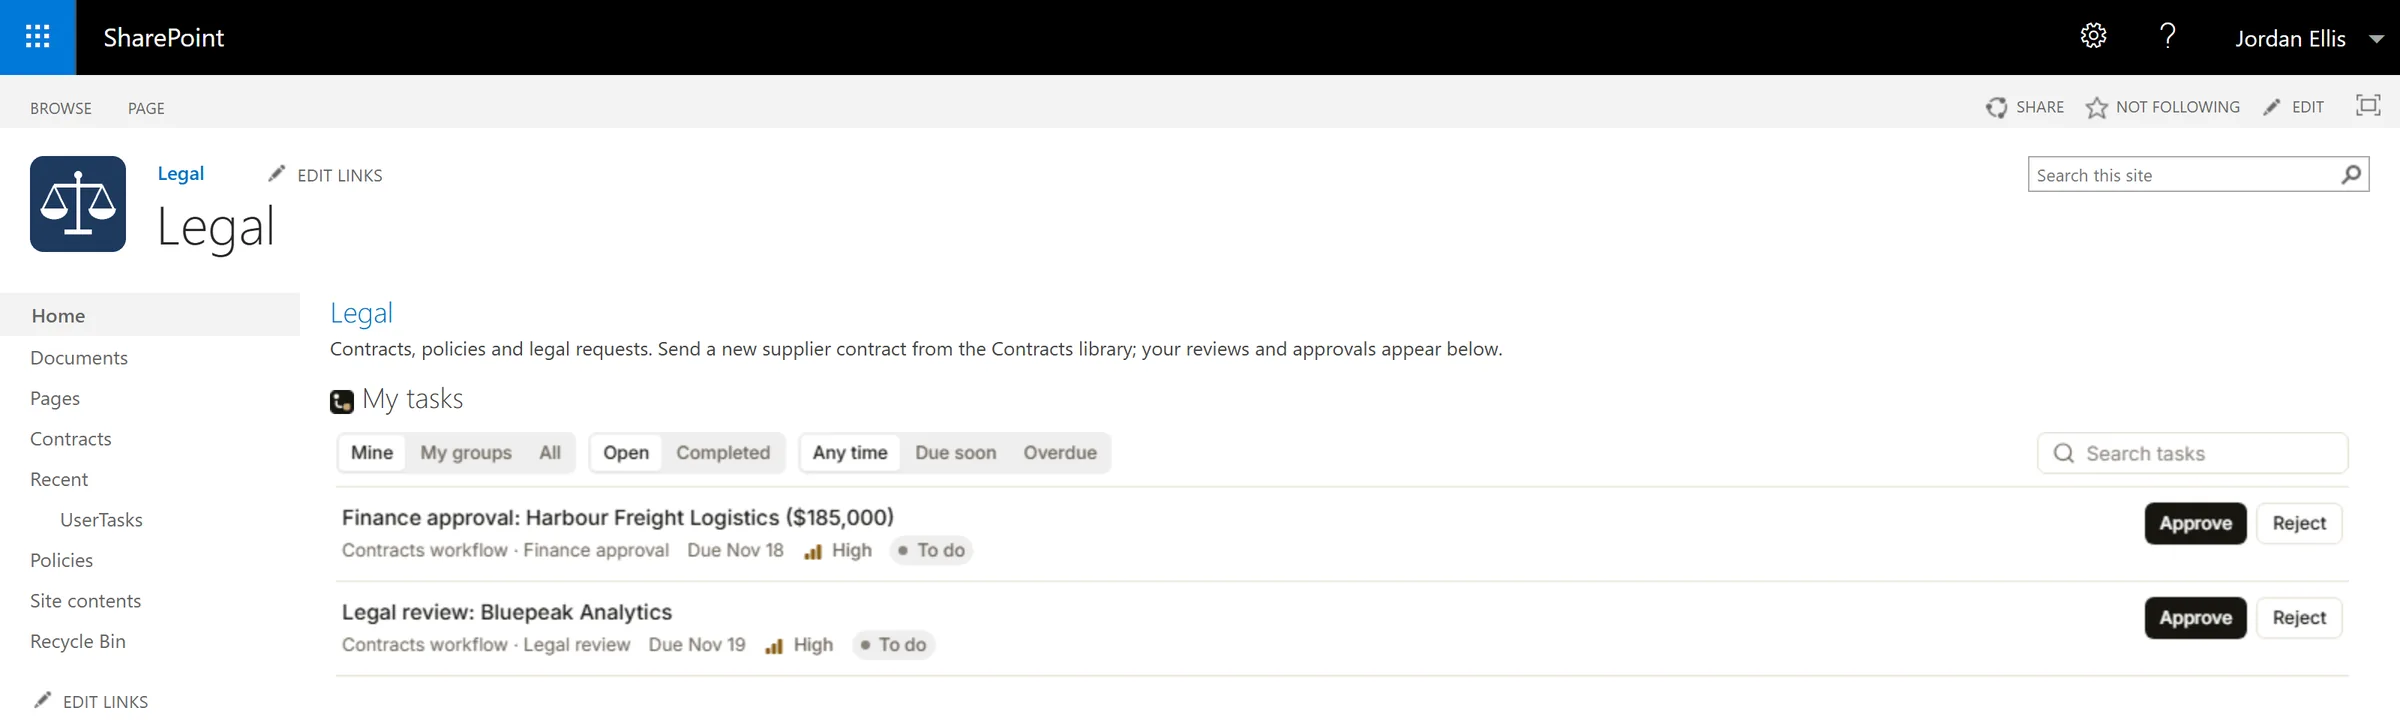 SharePoint
? Jordan Ellis
BROWSE PAGE
SHARE NOT FOLLOWING EDIT
Legal EDIT LINKS
Search this site
Legal
Home
Documents
Pages
Contracts
Recent
UserTasks
Policies
Site contents
Recycle Bin
EDIT LINKS
Legal
Contracts, policies and legal requests. Send a new supplier contract from the Contracts library; your reviews and approvals appear below.
My tasks
Mine My groups All Open Completed Any time Due soon Overdue
Search tasks
Finance approval: Harbour Freight Logistics ($185,000)
Contracts workflow · Finance approval Due Nov 18 High To do
Approve Reject
Legal review: Bluepeak Analytics
Contracts workflow · Legal review Due Nov 19 High To do
Approve Reject